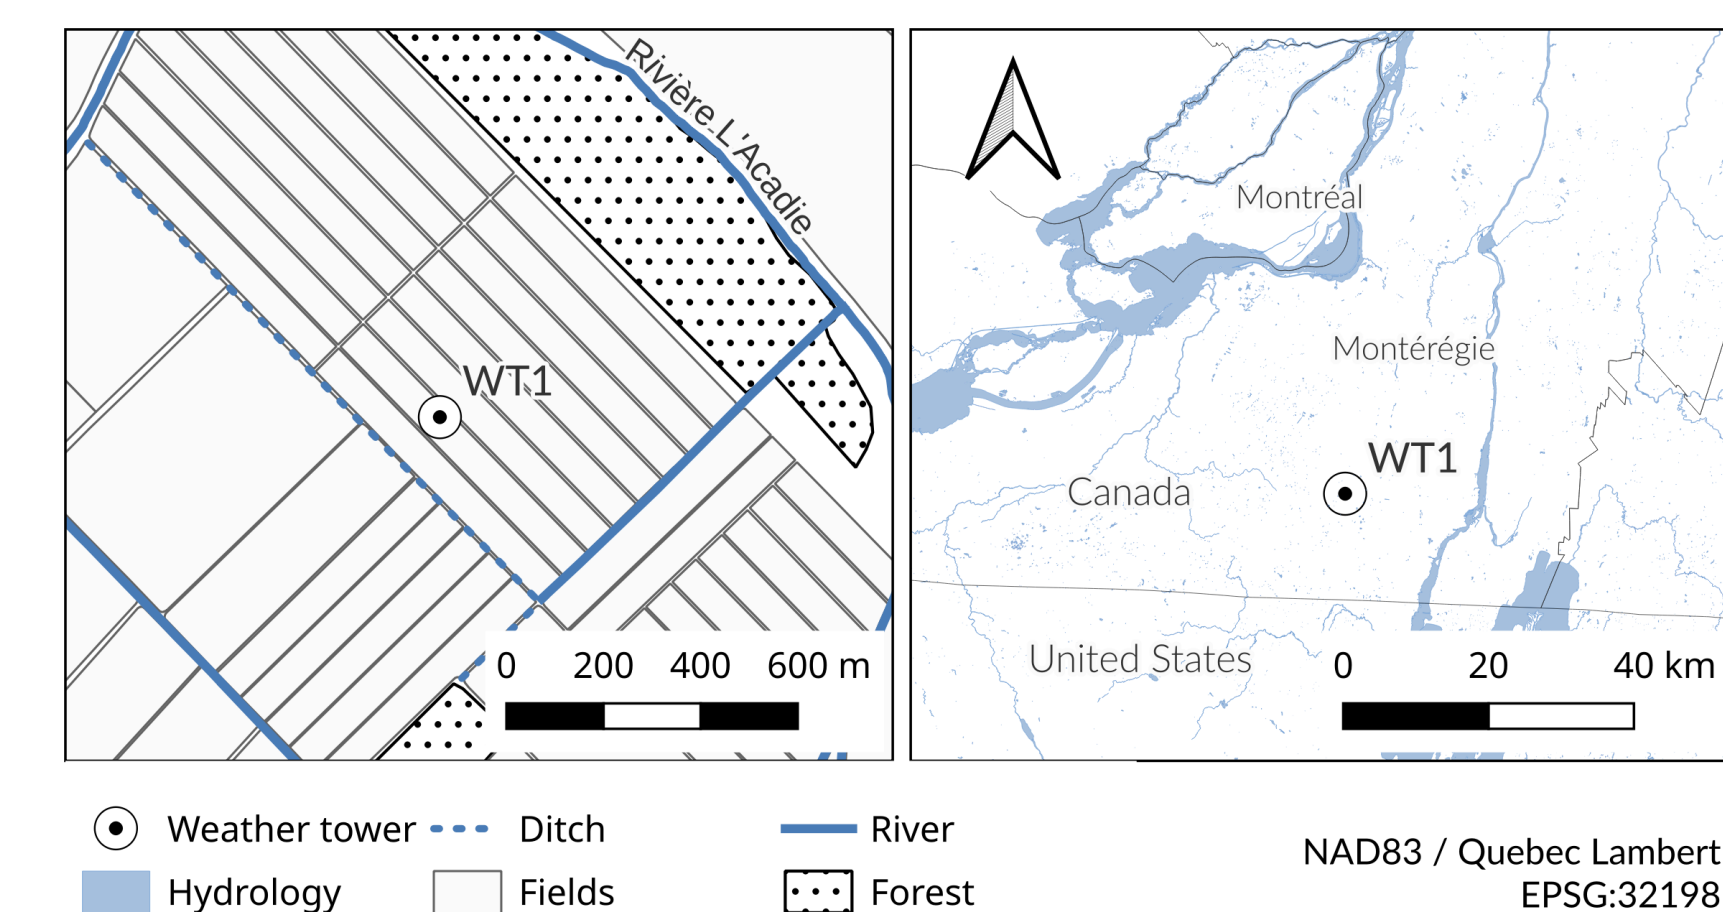 Rivière L'Acadie
WT1
0 200 400 600 m
Montréal
Montérégie
WT1
Canada
United States
0 20 40 km
Weather tower
Ditch
River
Hydrology
Fields
Forest
NAD83 / Quebec Lambert
EPSG:32198